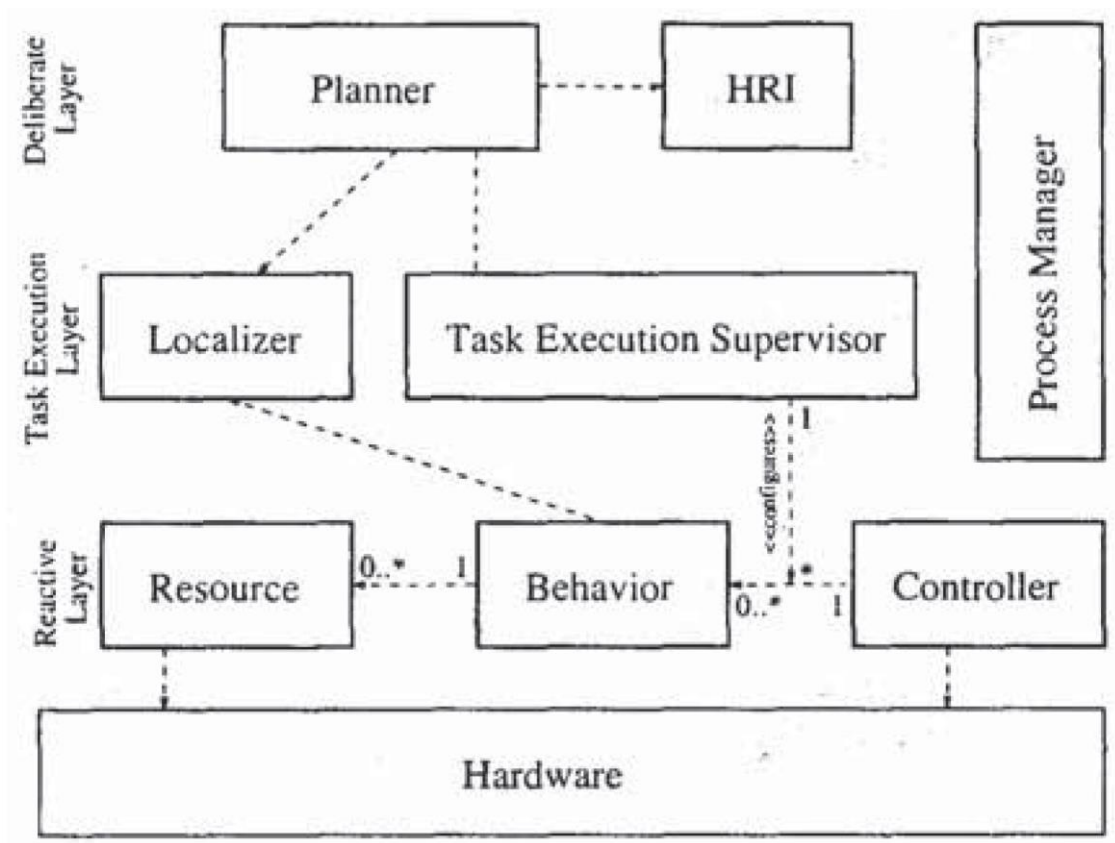 Deliberate
Layer
Planner
HRI
Process Manager
Task Execution
Layer
Localizer
Task Execution Supervisor
1
<<configures>>
*
Reactive
Layer
Resource
0..*
1
Behavior
0..*
1
Controller
Hardware